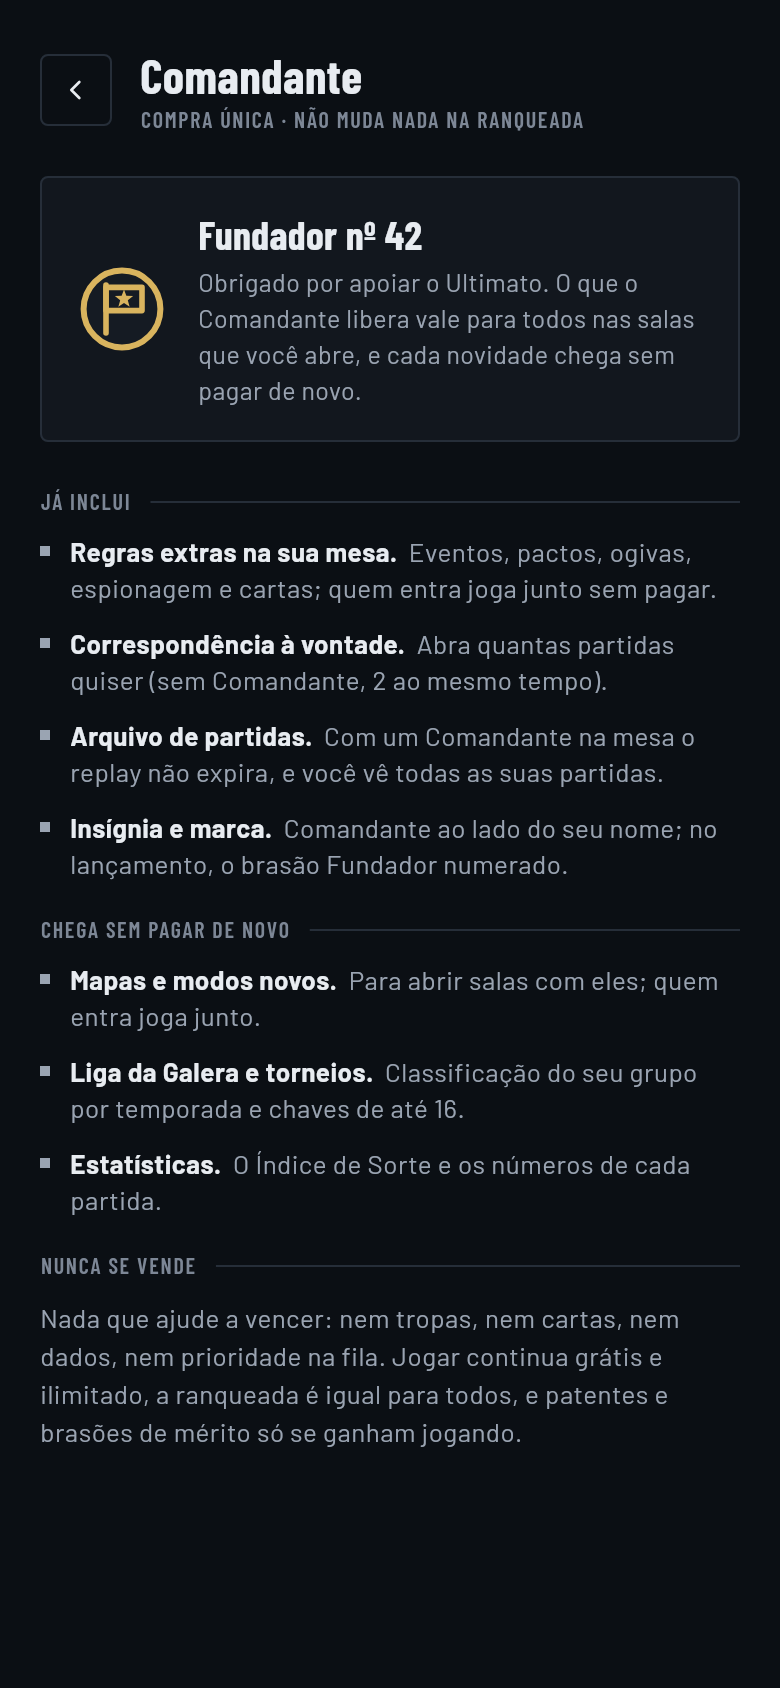 Comandante
COMPRA ÚNICA · NÃO MUDA NADA NA RANQUEADA
Fundador nº 42
Obrigado por apoiar o Ultimato. O que o
Comandante libera vale para todos nas salas
que você abre, e cada novidade chega sem
pagar de novo.
JÁ INCLUI
Regras extras na sua mesa. Eventos, pactos, ogivas,
espionagem e cartas; quem entra joga junto sem pagar.
Correspondência à vontade. Abra quantas partidas
quiser (sem Comandante, 2 ao mesmo tempo).
Arquivo de partidas. Com um Comandante na mesa o
replay não expira, e você vê todas as suas partidas.
Insígnia e marca. Comandante ao lado do seu nome; no
lançamento, o brasão Fundador numerado.
CHEGA SEM PAGAR DE NOVO
Mapas e modos novos. Para abrir salas com eles; quem
entra joga junto.
Liga da Galera e torneios. Classificação do seu grupo
por temporada e chaves de até 16.
Estatísticas. O Índice de Sorte e os números de cada
partida.
NUNCA SE VENDE
Nada que ajude a vencer: nem tropas, nem cartas, nem
dados, nem prioridade na fila. Jogar continua grátis e
ilimitado, a ranqueada é igual para todos, e patentes e
brasões de mérito só se ganham jogando.